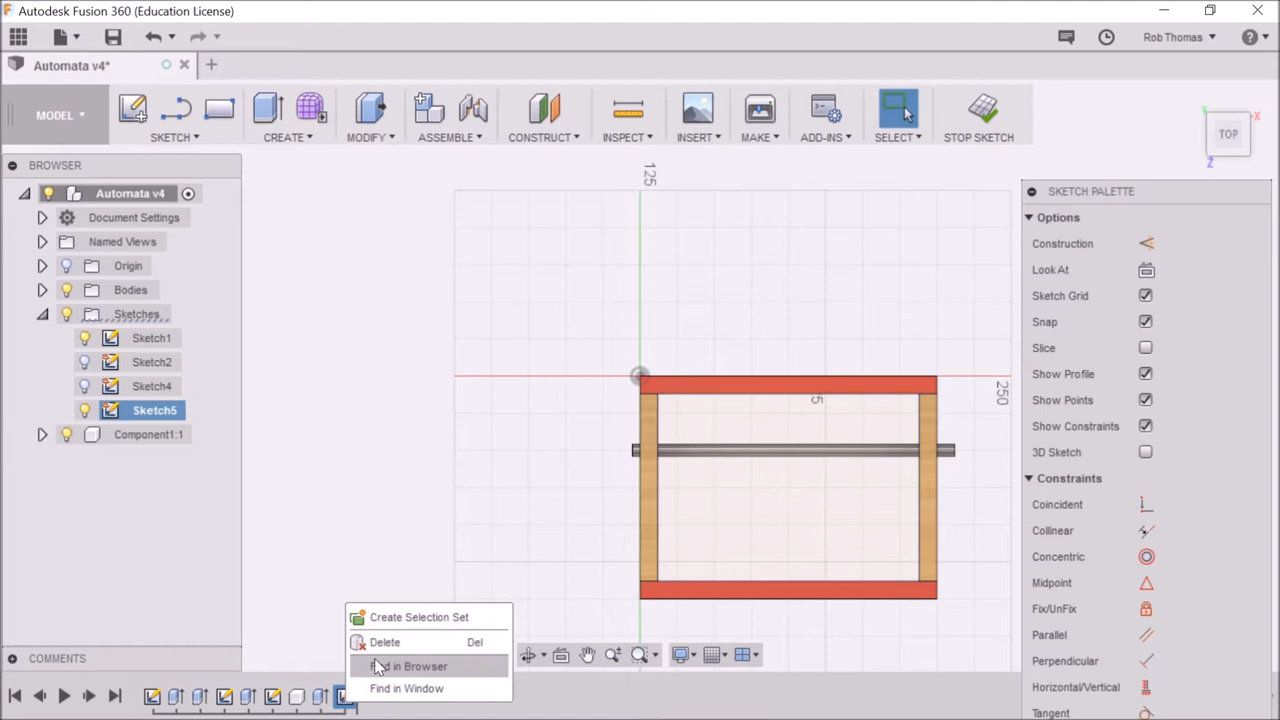 Autodesk Fusion 360 (Education License)
Rob Thomas
Automata v4*
MODEL
SKETCH
CREATE
MODIFY
ASSEMBLE
CONSTRUCT
INSPECT
INSERT
MAKE
ADD-INS
SELECT
STOP SKETCH
BROWSER
Automata v4
Document Settings
Named Views
Origin
Bodies
Sketches
Sketch1
Sketch2
Sketch4
Sketch5
Component1:1
125
5
250
X
Y
Z
TOP
SKETCH PALETTE
Options
Construction
Look At
Sketch Grid
Snap
Slice
Show Profile
Show Points
Show Constraints
3D Sketch
Constraints
Coincident
Collinear
Concentric
Midpoint
Fix/UnFix
Parallel
Perpendicular
Horizontal/Vertical
Tangent
Create Selection Set
Delete Del
Find in Browser
Find in Window
COMMENTS